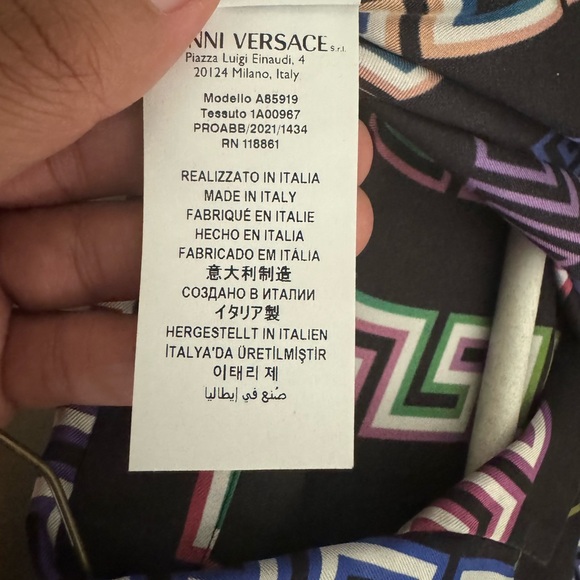 NNI VERSACE S.r.l.
Piazza Luigi Einaudi, 4
20124 Milano, Italy
Modello A85919
Tessuto 1A00967
PROABB/2021/1434
RN 118861
REALIZZATO IN ITALIA
MADE IN ITALY
FABRIQUÉ EN ITALIE
HECHO EN ITALIA
FABRICADO EM ITÁLIA
意大利制造
СОЗДАНО В ИТАЛИИ
イタリア製
HERGESTELLT IN ITALIEN
İTALYA'DA ÜRETİLMİŞTİR
이태리 제
صُنع في إيطاليا